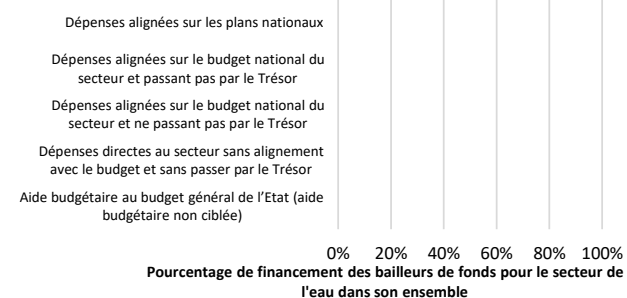 Dépenses alignées sur les plans nationaux
Dépenses alignées sur le budget national du
secteur et passant pas par le Trésor
Dépenses alignées sur le budget national du
secteur et ne passant pas par le Trésor
Dépenses directes au secteur sans alignement
avec le budget et sans passer par le Trésor
Aide budgétaire au budget général de l’Etat (aide
budgétaire non ciblée)
0% 20% 40% 60% 80% 100%
Pourcentage de financement des bailleurs de fonds pour le secteur de
l'eau dans son ensemble